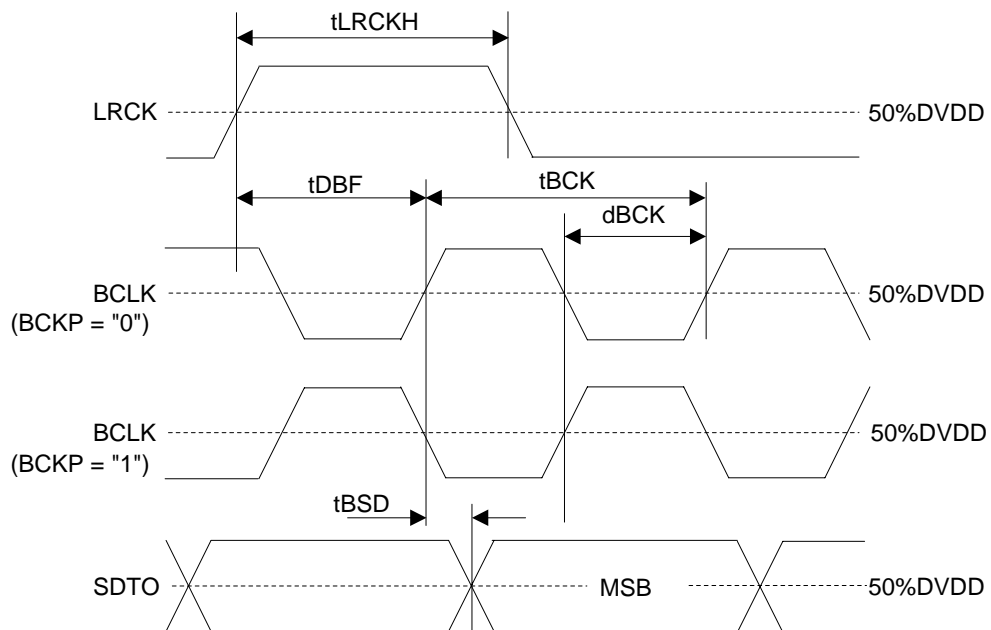 tLRCKH
LRCK
50%DVDD
tDBF
tBCK
dBCK
BCLK
(BCKP = "0")
50%DVDD
BCLK
(BCKP = "1")
50%DVDD
tBSD
SDTO
MSB
50%DVDD